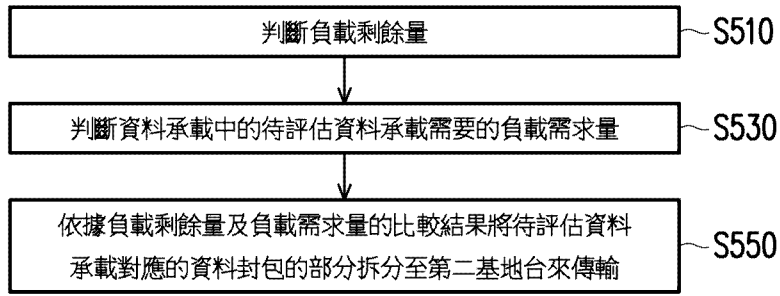 判斷負載剩餘量
S510
判斷資料承載中的待評估資料承載需要的負載需求量
S530
依據負載剩餘量及負載需求量的比較結果將待評估資料
承載對應的資料封包的部分拆分至第二基地台來傳輸
S550